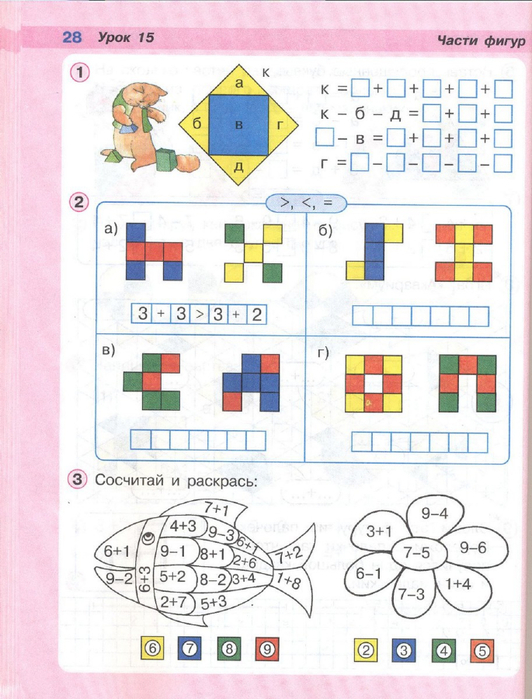 28 Урок 15
Части фигур
1
к
а
б
в
г
д
к = □ + □ + □ + □ + □
к – б – д = □ + □ + □
□ – в = □ + □ + □ + □
г = □ – □ – □ – □ – □
2
>, <, =
а)
3 + 3 > 3 + 2
б)
в)
г)
3 Сосчитай и раскрась:
7+1
4+3
9–3
6+1
6+1
9–1
8+1
2+6
7+2
9–2
6+3
5+2
8–2
3+4
1+8
2+7
5+3
9–4
3+1
7–5
9–6
6–1
7–3
1+4
6 7 8 9
2 3 4 5